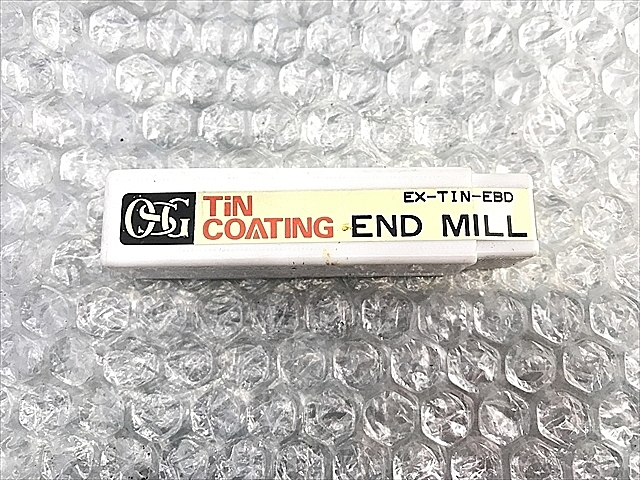 OSG
TiN
COATING
EX-TIN-EBD
END MILL